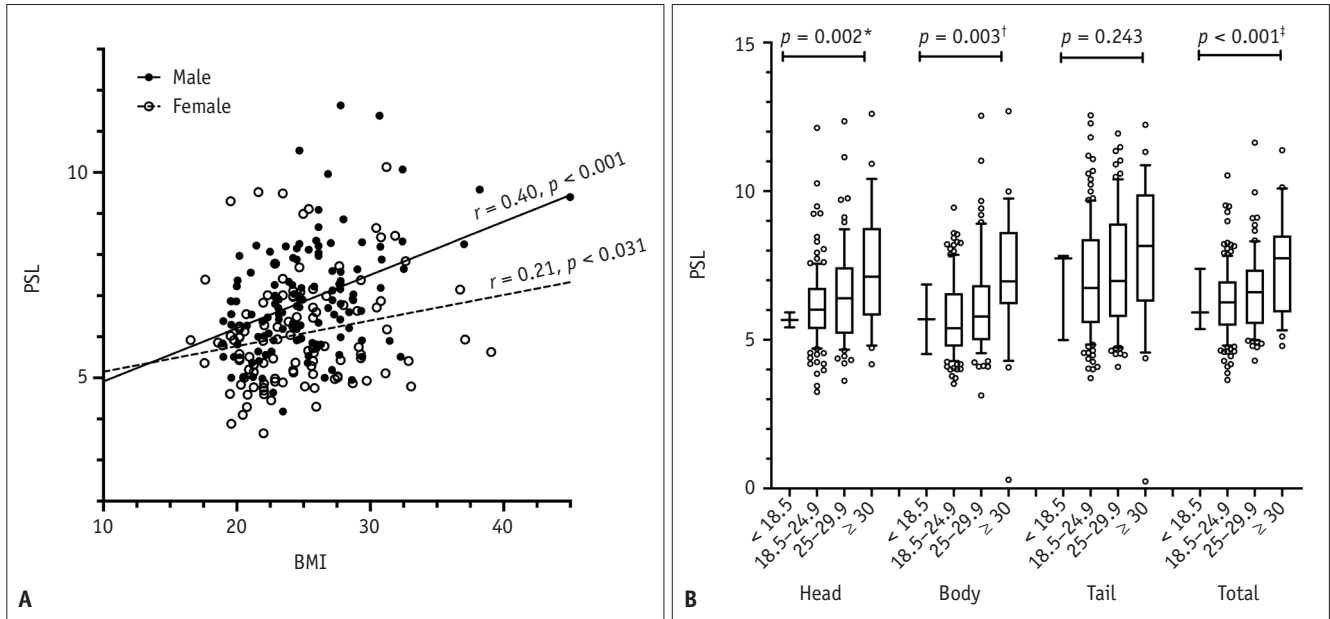 Male
Female
r = 0.40, p < 0.001
r = 0.21, p < 0.031
PSL
10
5
10
20
30
40
BMI
A
p = 0.002*
p = 0.003†
p = 0.243
p < 0.001‡
PSL
15
10
5
0
< 18.5
18.5–24.9
25–29.9
≥ 30
< 18.5
18.5–24.9
25–29.9
≥ 30
< 18.5
18.5–24.9
25–29.9
≥ 30
< 18.5
18.5–24.9
25–29.9
≥ 30
Head
Body
Tail
Total
B